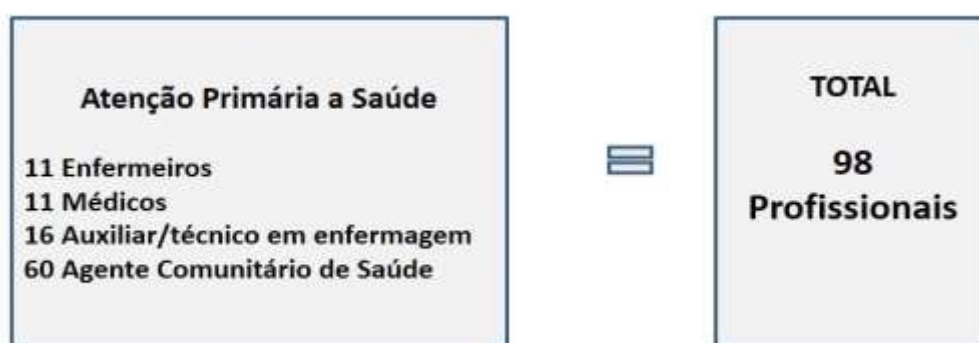 Atenção Primária a Saúde
11 Enfermeiros
11 Médicos
16 Auxiliar/técnico em enfermagem
60 Agente Comunitário de Saúde
=
TOTAL
98
Profissionais